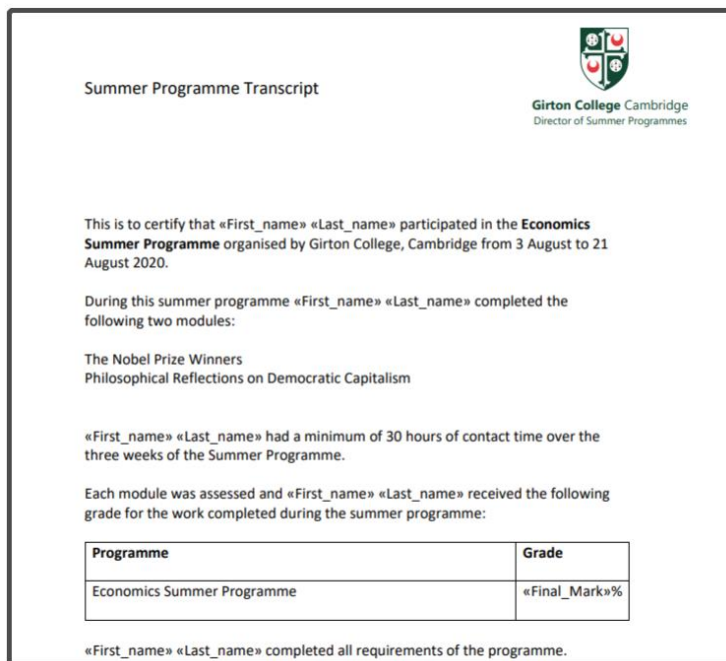 Summer Programme Transcript
Girton College Cambridge
Director of Summer Programmes
This is to certify that «First_name» «Last_name» participated in the Economics
Summer Programme organised by Girton College, Cambridge from 3 August to 21
August 2020.
During this summer programme «First_name» «Last_name» completed the
following two modules:
The Nobel Prize Winners
Philosophical Reflections on Democratic Capitalism
«First_name» «Last_name» had a minimum of 30 hours of contact time over the
three weeks of the Summer Programme.
Each module was assessed and «First_name» «Last_name» received the following
grade for the work completed during the summer programme:
Programme Grade
Economics Summer Programme «Final_Mark»%
«First_name» «Last_name» completed all requirements of the programme.